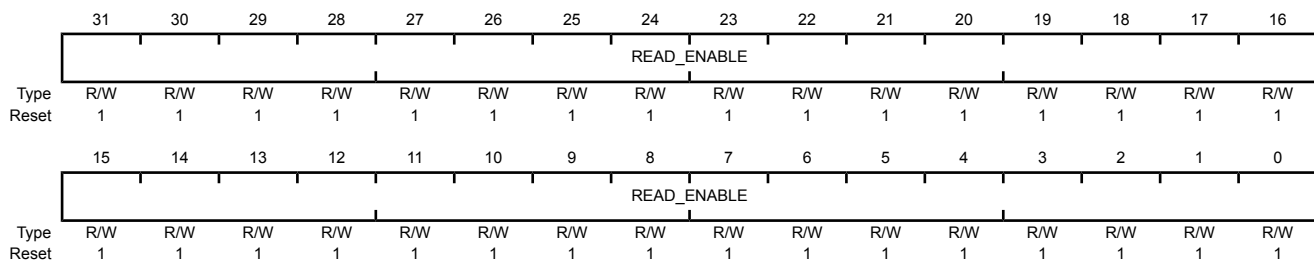 31 30 29 28 27 26 25 24 23 22 21 20 19 18 17 16
READ_ENABLE
Type R/W R/W R/W R/W R/W R/W R/W R/W R/W R/W R/W R/W R/W R/W R/W R/W
Reset 1 1 1 1 1 1 1 1 1 1 1 1 1 1 1 1
15 14 13 12 11 10 9 8 7 6 5 4 3 2 1 0
READ_ENABLE
Type R/W R/W R/W R/W R/W R/W R/W R/W R/W R/W R/W R/W R/W R/W R/W R/W
Reset 1 1 1 1 1 1 1 1 1 1 1 1 1 1 1 1